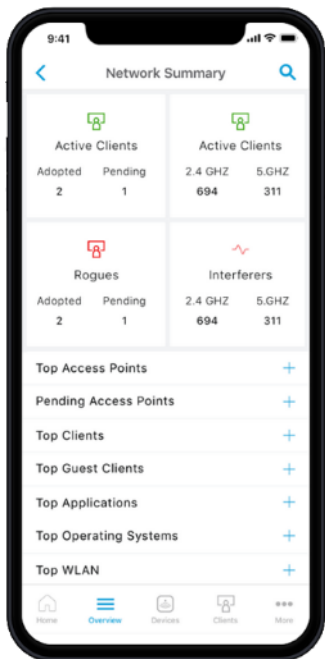 9:41
Network Summary
Active Clients
Adopted Pending
2 1
Active Clients
2.4 GHZ 5.GHZ
694 311
Rogues
Adopted Pending
2 1
Interferers
2.4 GHZ 5.GHZ
694 311
Top Access Points
Pending Access Points
Top Clients
Top Guest Clients
Top Applications
Top Operating Systems
Top WLAN
Home Overview Devices Clients More